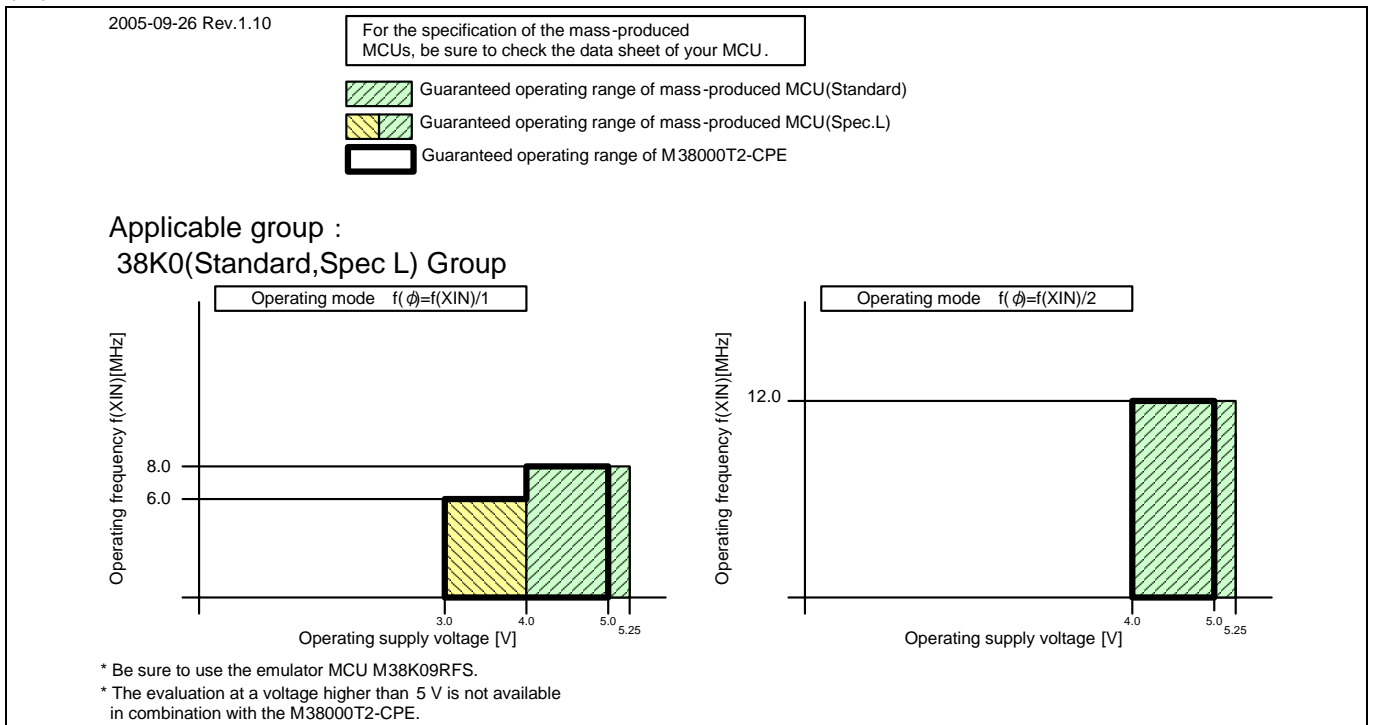 2005-09-26 Rev.1.10
For the specification of the mass-produced
MCUs, be sure to check the data sheet of your MCU.
Guaranteed operating range of mass-produced MCU(Standard)
Guaranteed operating range of mass-produced MCU(Spec.L)
Guaranteed operating range of M38000T2-CPE
Applicable group :
38K0(Standard,Spec L) Group
Operating mode f(ϕ)=f(XIN)/1
Operating frequency f(XIN)[MHz]
8.0
6.0
3.0
4.0
5.0
5.25
Operating supply voltage [V]
Operating mode f(ϕ)=f(XIN)/2
Operating frequency f(XIN)[MHz]
12.0
4.0
5.0
5.25
Operating supply voltage [V]
* Be sure to use the emulator MCU M38K09RFS.
* The evaluation at a voltage higher than 5 V is not available
in combination with the M38000T2-CPE.